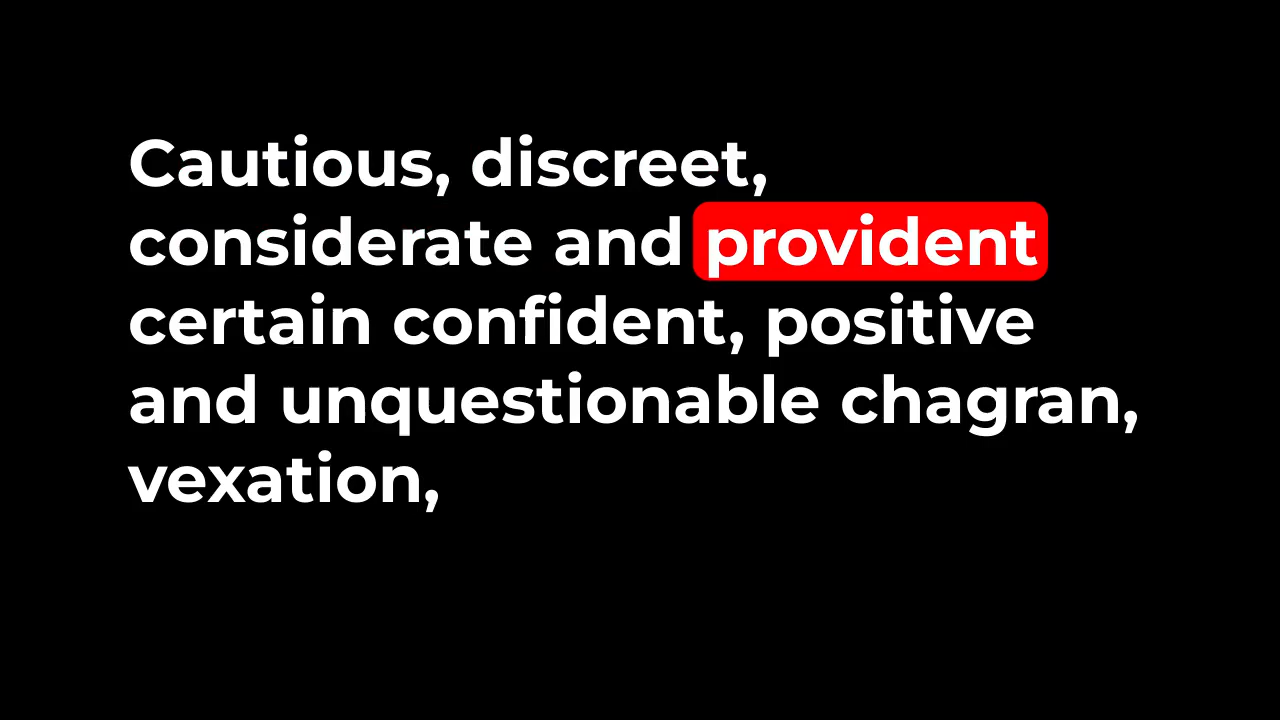 Cautious, discreet,
considerate and provident
certain confident, positive
and unquestionable chagran,
vexation,